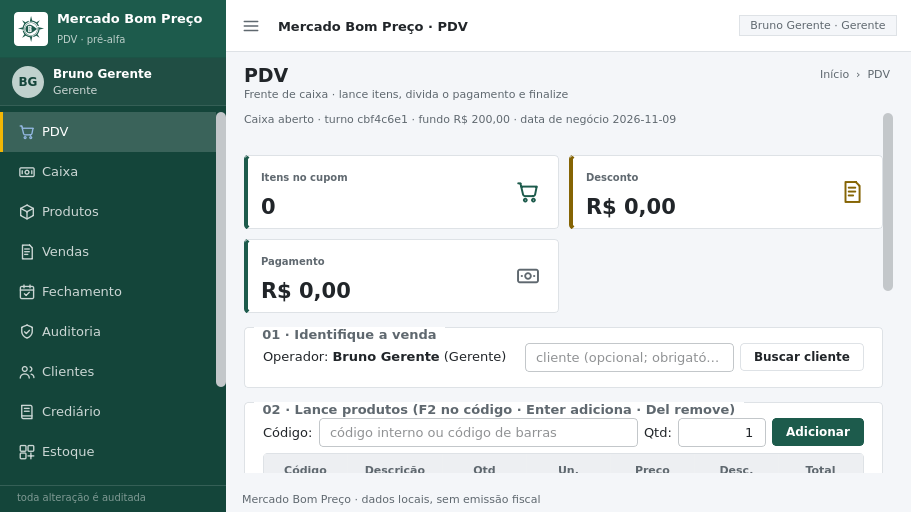 Mercado Bom Preço
PDV · pré-alfa
BG
Bruno Gerente
Gerente
PDV
Caixa
Produtos
Vendas
Fechamento
Auditoria
Clientes
Crediário
Estoque
toda alteração é auditada
Mercado Bom Preço · PDV
Bruno Gerente · Gerente
PDV
Início › PDV
Frente de caixa · lance itens, divida o pagamento e finalize
Caixa aberto · turno cbf4c6e1 · fundo R$ 200,00 · data de negócio 2026-11-09
Itens no cupom
0
Desconto
R$ 0,00
Pagamento
R$ 0,00
01 · Identifique a venda
Operador: Bruno Gerente (Gerente)
cliente (opcional; obrigató…
Buscar cliente
02 · Lance produtos (F2 no código · Enter adiciona · Del remove)
Código:
código interno ou código de barras
Qtd:
1
Adicionar
Código Descrição Qtd Un. Preço Desc. Total
Mercado Bom Preço · dados locais, sem emissão fiscal